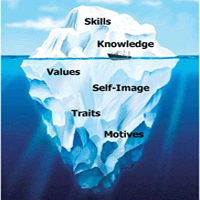 Skills
Knowledge
Values
Self-Image
Traits
Motives